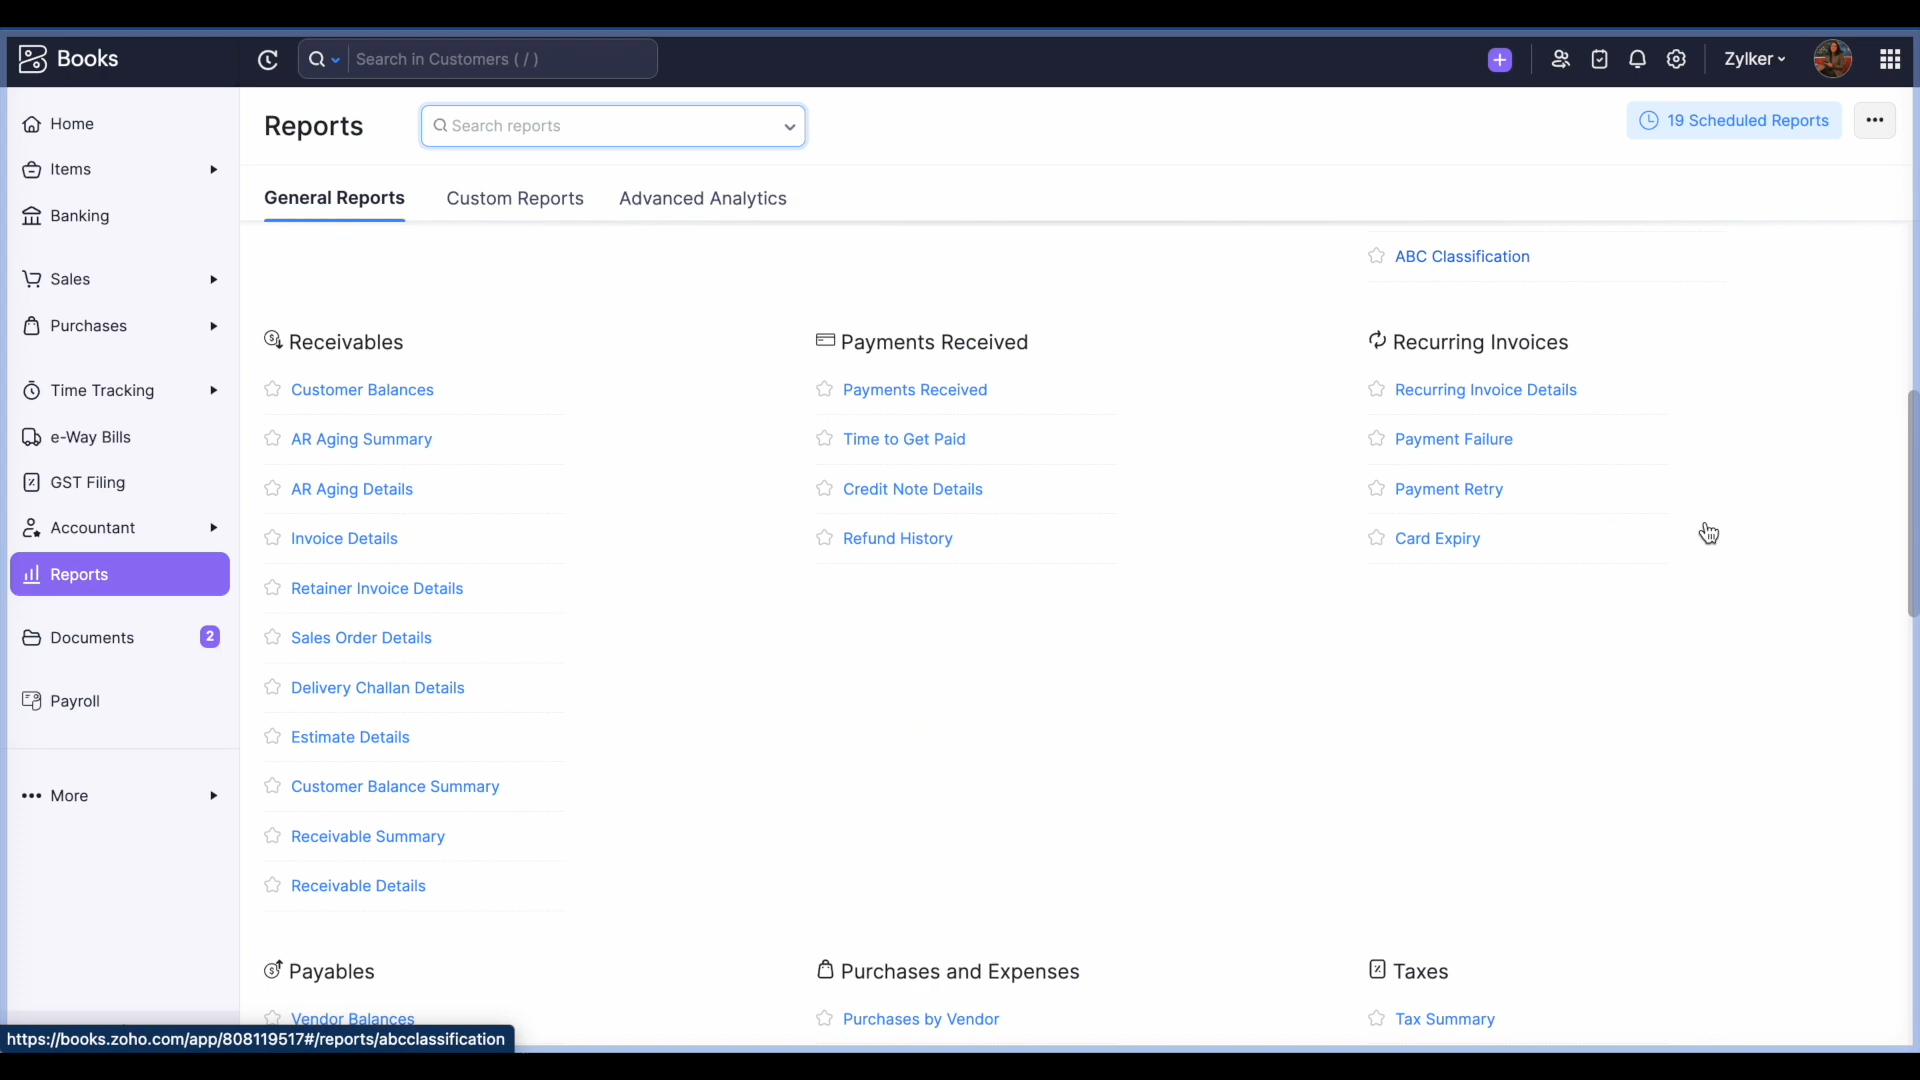 Books
Search in Customers ( / )
Zylker
Home
Items
Banking
Sales
Purchases
Time Tracking
e-Way Bills
GST Filing
Accountant
Reports
Documents 2
Payroll
More
Reports
Search reports
19 Scheduled Reports
General Reports
Custom Reports
Advanced Analytics
ABC Classification
Receivables
Customer Balances
AR Aging Summary
AR Aging Details
Invoice Details
Retainer Invoice Details
Sales Order Details
Delivery Challan Details
Estimate Details
Customer Balance Summary
Receivable Summary
Receivable Details
Payments Received
Payments Received
Time to Get Paid
Credit Note Details
Refund History
Recurring Invoices
Recurring Invoice Details
Payment Failure
Payment Retry
Card Expiry
Payables
Vendor Balances
Purchases and Expenses
Purchases by Vendor
Taxes
Tax Summary
https://books.zoho.com/app/808119517#/reports/abcclassification